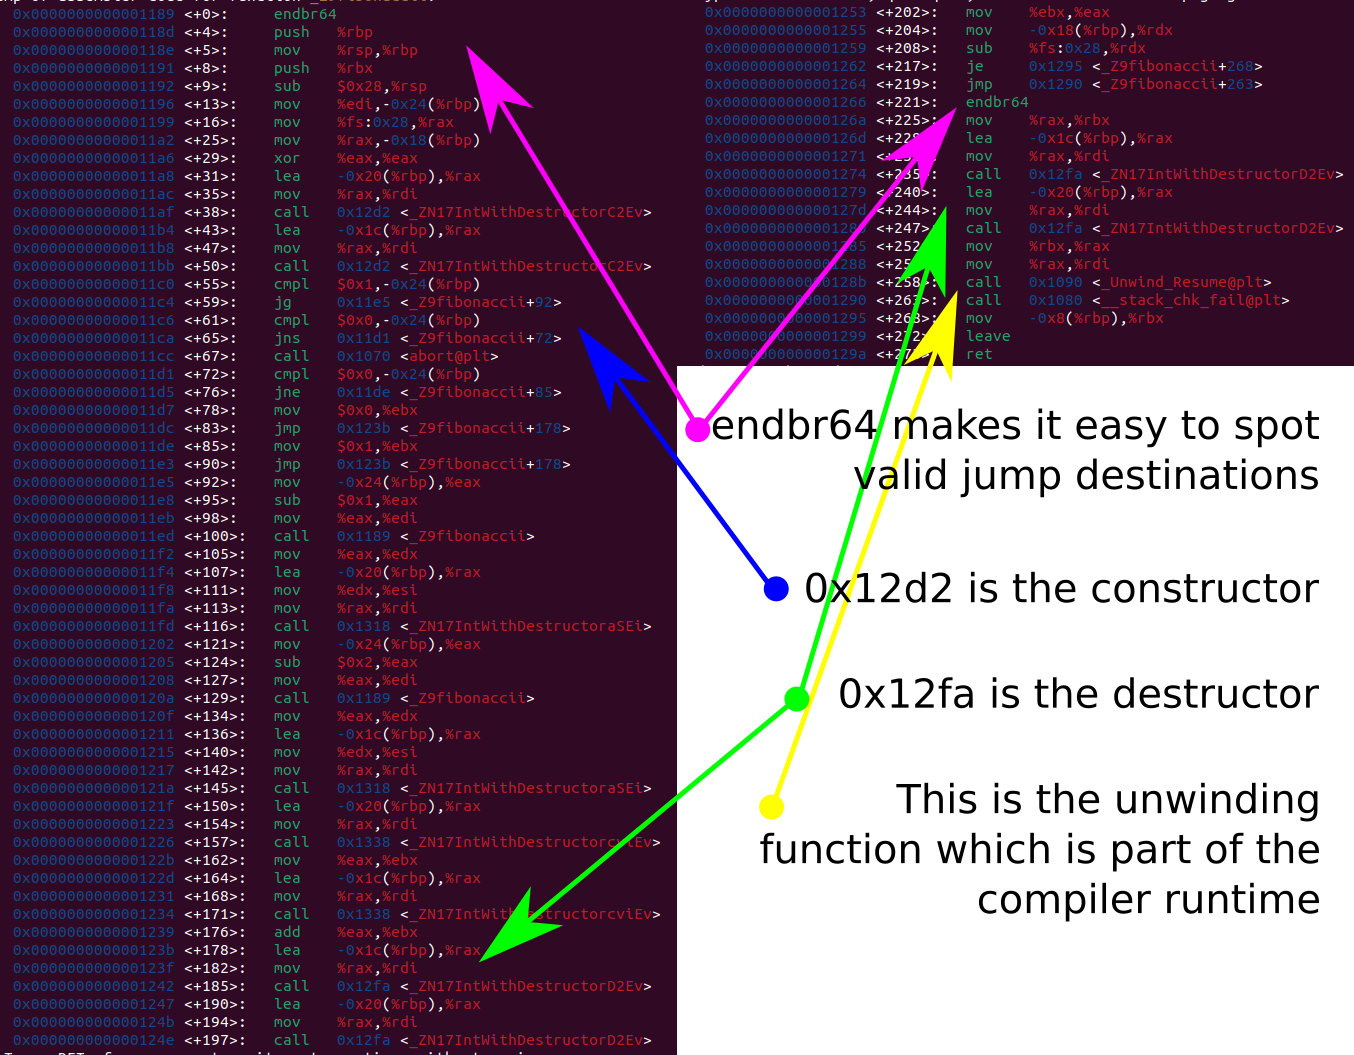 0x0000000000001189 <+0>: endbr64
0x000000000000118d <+4>: push %rbp
0x000000000000118e <+5>: mov %rsp,%rbp
0x0000000000001191 <+8>: push %rbx
0x0000000000001192 <+9>: sub $0x28,%rsp
0x0000000000001196 <+13>: mov %edi,-0x24(%rbp)
0x0000000000001199 <+16>: mov %fs:0x28,%rax
0x00000000000011a2 <+25>: mov %rax,-0x18(%rbp)
0x00000000000011a6 <+29>: xor %eax,%eax
0x00000000000011a8 <+31>: lea -0x20(%rbp),%rax
0x00000000000011ac <+35>: mov %rax,%rdi
0x00000000000011af <+38>: call 0x12d2 <_ZN17IntWithDestructorC2Ev>
0x00000000000011b4 <+43>: lea -0x1c(%rbp),%rax
0x00000000000011b8 <+47>: mov %rax,%rdi
0x00000000000011bb <+50>: call 0x12d2 <_ZN17IntWithDestructorC2Ev>
0x00000000000011c0 <+55>: cmpl $0x1,-0x24(%rbp)
0x00000000000011c4 <+59>: jg 0x11e5 <_Z9fibonaccii+92>
0x00000000000011c6 <+61>: cmpl $0x0,-0x24(%rbp)
0x00000000000011ca <+65>: jns 0x11d1 <_Z9fibonaccii+72>
0x00000000000011cc <+67>: call 0x1070 <abort@plt>
0x00000000000011d1 <+72>: cmpl $0x0,-0x24(%rbp)
0x00000000000011d5 <+76>: jne 0x11de <_Z9fibonaccii+85>
0x00000000000011d7 <+78>: mov $0x0,%ebx
0x00000000000011dc <+83>: jmp 0x123b <_Z9fibonaccii+178>
0x00000000000011de <+85>: mov $0x1,%ebx
0x00000000000011e3 <+90>: jmp 0x123b <_Z9fibonaccii+178>
0x00000000000011e5 <+92>: mov -0x24(%rbp),%eax
0x00000000000011e8 <+95>: sub $0x1,%eax
0x00000000000011eb <+98>: mov %eax,%edi
0x00000000000011ed <+100>: call 0x1189 <_Z9fibonaccii>
0x00000000000011f2 <+105>: mov %eax,%edx
0x00000000000011f4 <+107>: lea -0x20(%rbp),%rax
0x00000000000011f8 <+111>: mov %edx,%esi
0x00000000000011fa <+113>: mov %rax,%rdi
0x00000000000011fd <+116>: call 0x1318 <_ZN17IntWithDestructoraSEi>
0x0000000000001202 <+121>: mov -0x24(%rbp),%eax
0x0000000000001205 <+124>: sub $0x2,%eax
0x0000000000001208 <+127>: mov %eax,%edi
0x000000000000120a <+129>: call 0x1189 <_Z9fibonaccii>
0x000000000000120f <+134>: mov %eax,%edx
0x0000000000001211 <+136>: lea -0x1c(%rbp),%rax
0x0000000000001215 <+140>: mov %edx,%esi
0x0000000000001217 <+142>: mov %rax,%rdi
0x000000000000121a <+145>: call 0x1318 <_ZN17IntWithDestructoraSEi>
0x000000000000121f <+150>: lea -0x20(%rbp),%rax
0x0000000000001223 <+154>: mov %rax,%rdi
0x0000000000001226 <+157>: call 0x1338 <_ZN17IntWithDestructorcviEv>
0x000000000000122b <+162>: mov %eax,%ebx
0x000000000000122d <+164>: lea -0x1c(%rbp),%rax
0x0000000000001231 <+168>: mov %rax,%rdi
0x0000000000001234 <+171>: call 0x1338 <_ZN17IntWithDestructorcviEv>
0x0000000000001239 <+176>: add %eax,%ebx
0x000000000000123b <+178>: lea -0x1c(%rbp),%rax
0x000000000000123f <+182>: mov %rax,%rdi
0x0000000000001242 <+185>: call 0x12fa <_ZN17IntWithDestructorD2Ev>
0x0000000000001247 <+190>: lea -0x20(%rbp),%rax
0x000000000000124b <+194>: mov %rax,%rdi
0x000000000000124e <+197>: call 0x12fa <_ZN17IntWithDestructorD2Ev>
0x0000000000001253 <+202>: mov %ebx,%eax
0x0000000000001255 <+204>: mov -0x18(%rbp),%rdx
0x0000000000001259 <+208>: sub %fs:0x28,%rdx
0x0000000000001262 <+217>: je 0x1295 <_Z9fibonaccii+268>
0x0000000000001264 <+219>: jmp 0x1290 <_Z9fibonaccii+263>
0x0000000000001266 <+221>: endbr64
0x000000000000126a <+225>: mov %rax,%rbx
0x000000000000126d lea -0x1c(%rbp),%rax
0x0000000000001271 mov %rax,%rdi
0x0000000000001274 <+235>: call 0x12fa <_ZN17IntWithDestructorD2Ev>
0x0000000000001279 <+240>: lea -0x20(%rbp),%rax
0x000000000000127d <+244>: mov %rax,%rdi
<+247>: call 0x12fa <_ZN17IntWithDestructorD2Ev>
0x0000000000001285 <+252>: mov %rbx,%rax
0x0000000000001288 mov %rax,%rdi
0x000000000000128b <+258>: call 0x1090 <_Unwind_Resume@plt>
0x0000000000001290 <+263>: call 0x1080 <__stack_chk_fail@plt>
0x0000000000001295 <+268>: mov -0x8(%rbp),%rbx
0x0000000000001299 <+272>: leave
0x000000000000129a ret
endbr64 makes it easy to spot
valid jump destinations
0x12d2 is the constructor
0x12fa is the destructor
This is the unwinding
function which is part of the
compiler runtime